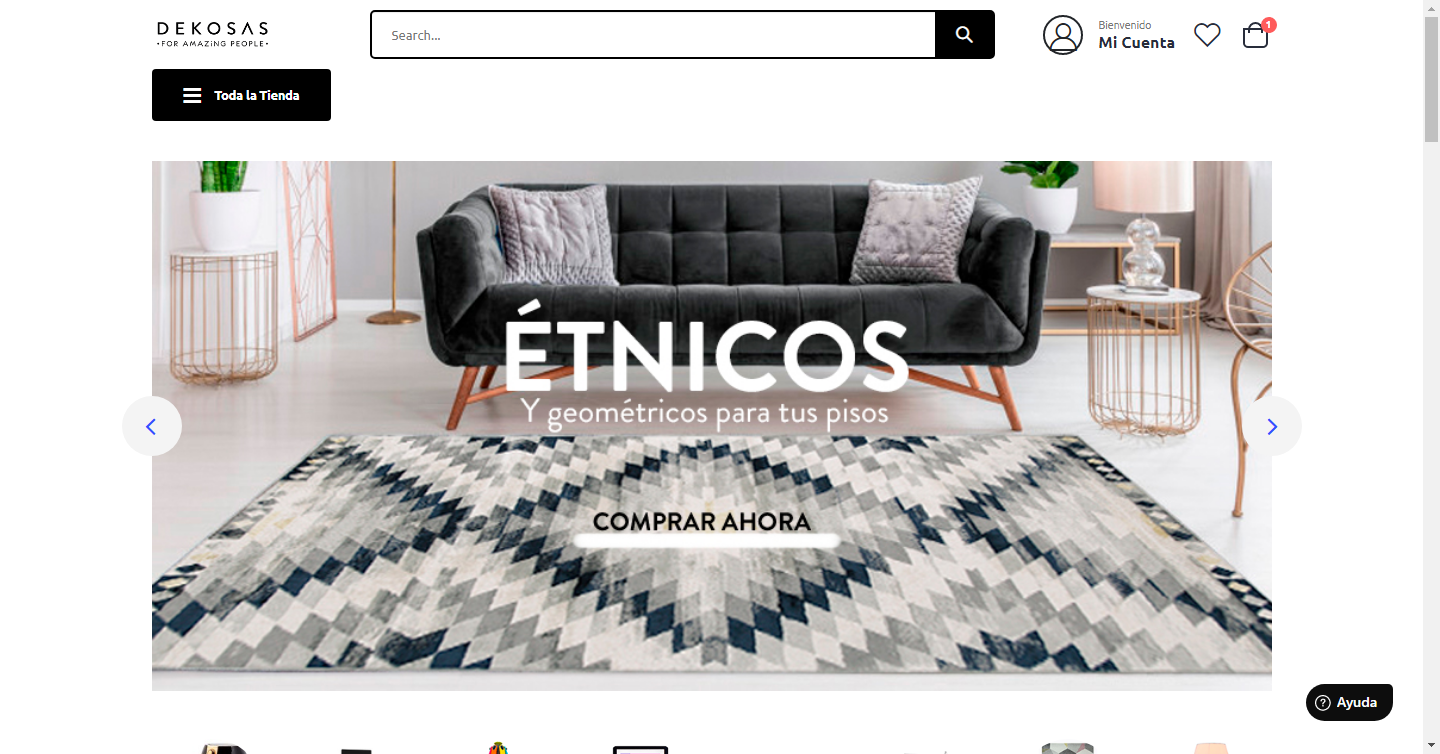 DEKOSAS
•FOR AMAZiNG PEOPLE•
Search...
Bienvenido
Mi Cuenta
1
Toda la Tienda
ÉTNICOS
Y geométricos para tus pisos
COMPRAR AHORA
Ayuda